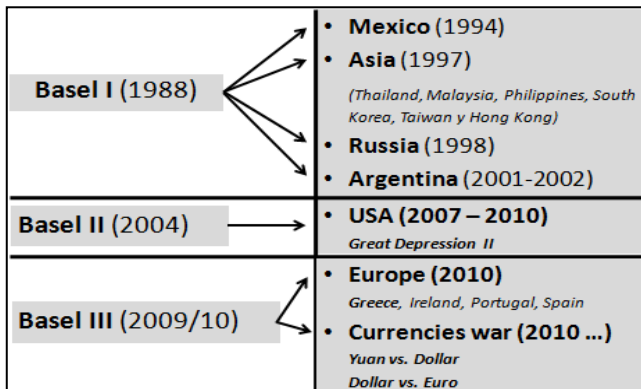 Basel I (1988)
• Mexico (1994)
• Asia (1997)
(Thailand, Malaysia, Philippines, South
Korea, Taiwan y Hong Kong)
• Russia (1998)
• Argentina (2001-2002)
Basel II (2004)
• USA (2007 – 2010)
Great Depression II
Basel III (2009/10)
• Europe (2010)
Greece, Ireland, Portugal, Spain
• Currencies war (2010 ...)
Yuan vs. Dollar
Dollar vs. Euro